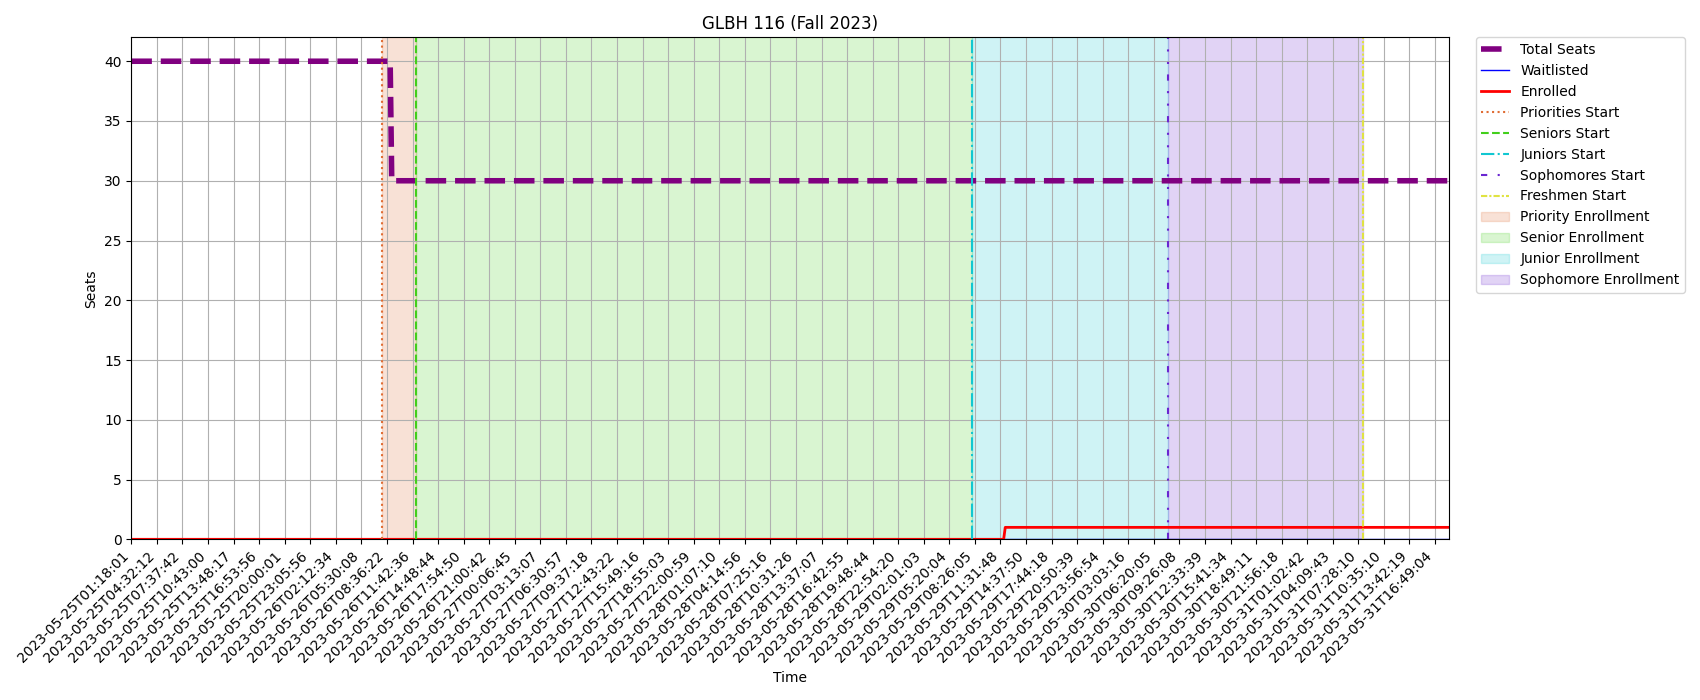 GLBH 116 (Fall 2023)
Seats
40
35
30
25
20
15
10
5
0
2023-05-25T01:18:01
2023-05-25T04:32:12
2023-05-25T07:37:42
2023-05-25T10:43:00
2023-05-25T13:48:17
2023-05-25T16:53:56
2023-05-25T20:00:01
2023-05-25T23:05:56
2023-05-26T02:12:34
2023-05-26T05:30:08
2023-05-26T08:36:22
2023-05-26T11:42:36
2023-05-26T14:48:44
2023-05-26T17:54:50
2023-05-26T21:00:42
2023-05-27T00:06:45
2023-05-27T03:13:07
2023-05-27T06:30:57
2023-05-27T09:37:18
2023-05-27T12:43:22
2023-05-27T15:49:16
2023-05-27T18:55:03
2023-05-27T22:00:59
2023-05-28T01:07:10
2023-05-28T04:14:56
2023-05-28T07:25:16
2023-05-28T10:31:26
2023-05-28T13:37:07
2023-05-28T16:42:55
2023-05-28T19:48:44
2023-05-28T22:54:20
2023-05-29T02:01:03
2023-05-29T05:20:04
2023-05-29T08:26:05
2023-05-29T11:31:48
2023-05-29T14:37:50
2023-05-29T17:44:18
2023-05-29T20:50:39
2023-05-29T23:56:54
2023-05-30T03:03:16
2023-05-30T06:20:05
2023-05-30T09:26:08
2023-05-30T12:33:39
2023-05-30T15:41:34
2023-05-30T18:49:11
2023-05-30T21:56:18
2023-05-31T01:02:42
2023-05-31T04:09:43
2023-05-31T07:28:10
2023-05-31T10:35:10
2023-05-31T13:42:19
2023-05-31T16:49:04
Time
Total Seats
Waitlisted
Enrolled
Priorities Start
Seniors Start
Juniors Start
Sophomores Start
Freshmen Start
Priority Enrollment
Senior Enrollment
Junior Enrollment
Sophomore Enrollment